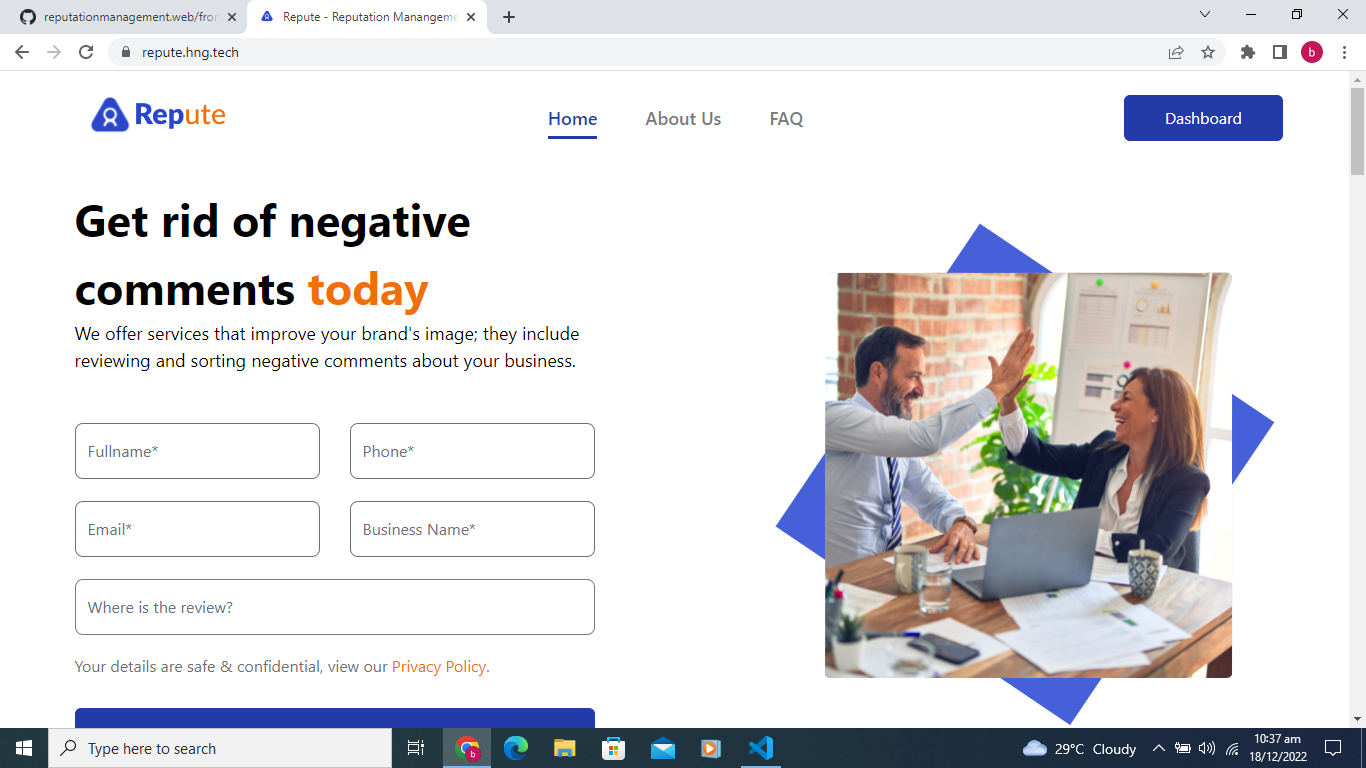 reputationmanagement.web/fror
Repute - Reputation Manangeme
repute.hng.tech
b
Repute
Home
About Us
FAQ
Dashboard
Get rid of negative
comments today
We offer services that improve your brand's image; they include
reviewing and sorting negative comments about your business.
Fullname*
Phone*
Email*
Business Name*
Where is the review?
Your details are safe & confidential, view our Privacy Policy.
Type here to search
b
29°C Cloudy
10:37 am
18/12/2022